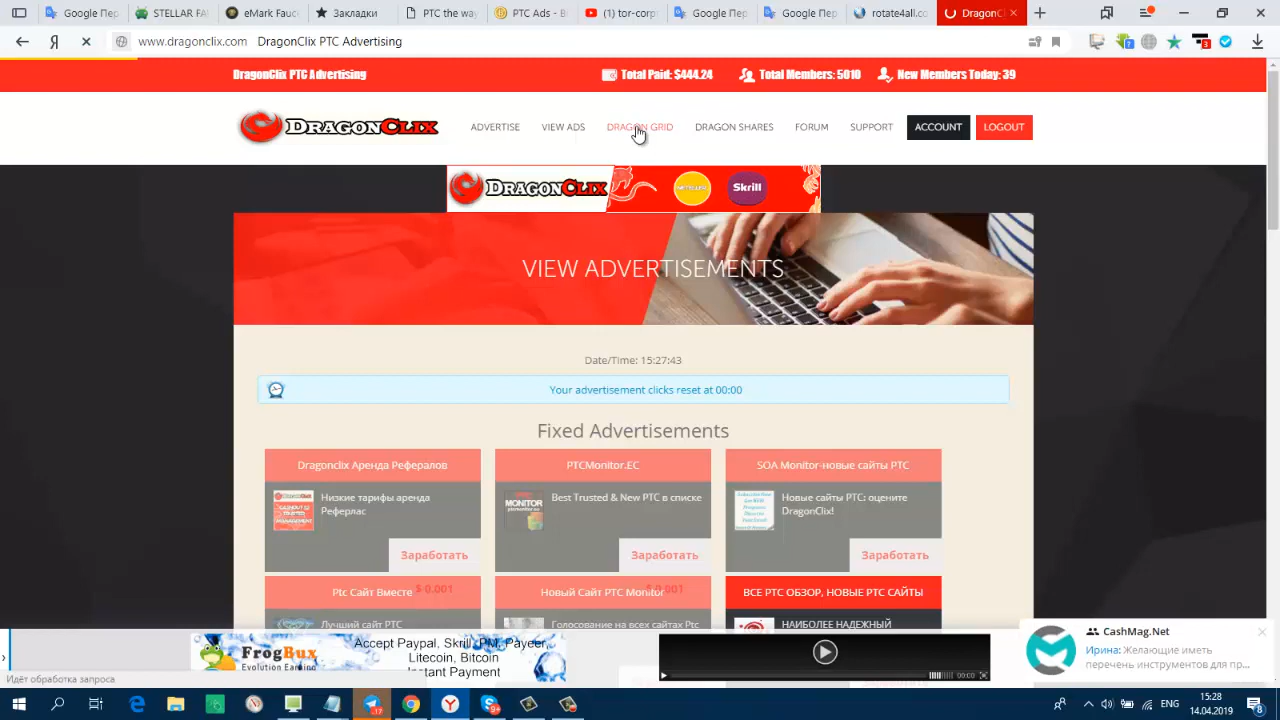 Google Пер
STELLAR FA
eMark Rea
Закладки
PTC the way
PTC Ads - B
tor-corp
Google Пер
Google Пер
rotate4all.co
DragonCl
www.dragonclix.com DragonClix PTC Advertising
DragonClix PTC Advertising
Total Paid: $444.24
Total Members: 5010
New Members Today: 39
DRAGONCLIX
ADVERTISE
VIEW ADS
DRAGON GRID
DRAGON SHARES
FORUM
SUPPORT
ACCOUNT
LOGOUT
DRAGONCLIX
Skrill
VIEW ADVERTISEMENTS
Date/Time: 15:27:43
Your advertisement clicks reset at 00:00
Fixed Advertisements
Dragonclix Аренда Рефералов
Низкие тарифы аренда
Реферлас
Заработать
PTCMonitor.EC
Best Trusted & New PTC в списке
MONITOR
Заработать
SOA Monitor-новые сайты PTC
Новые сайты PTC: оцените
DragonClix!
Заработать
Ptc Сайт Вместе
$ 0.001
Лучший сайт PTC
Новый Сайт PTC Monitor
$ 0.001
Голосование на всех сайтах Ptc
ВСЕ PTC ОБЗОР, НОВЫЕ PTC САЙТЫ
НАИБОЛЕЕ НАДЕЖНЫЙ
FROGBUX
Evolution Earning
Accept Paypal, Skrill, PM, Payeer,
Litecoin, Bitcoin
Instant Payment
00:00
CashMag.Net
Ирина: Желающие иметь
перечень инструментов для пр...
Идёт обработка запроса
ENG
15:28
14.04.2019
8